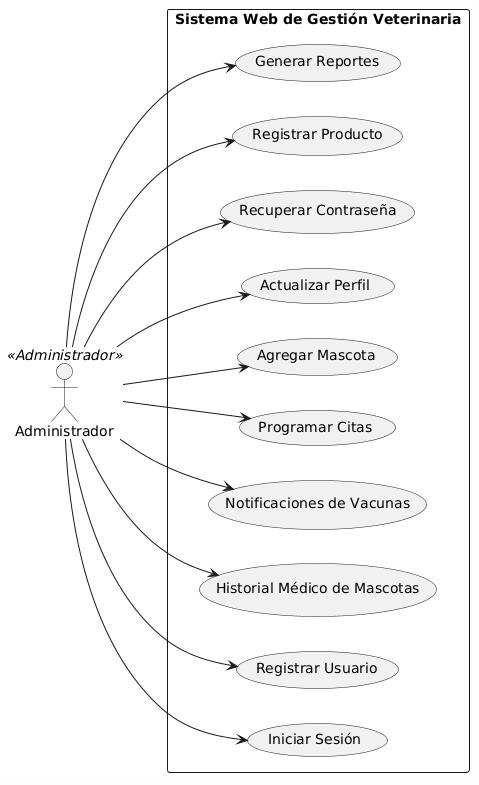 Sistema Web de Gestión Veterinaria
Generar Reportes
Registrar Producto
Recuperar Contraseña
Actualizar Perfil
«Administrador»
Administrador
Agregar Mascota
Programar Citas
Notificaciones de Vacunas
Historial Médico de Mascotas
Registrar Usuario
Iniciar Sesión